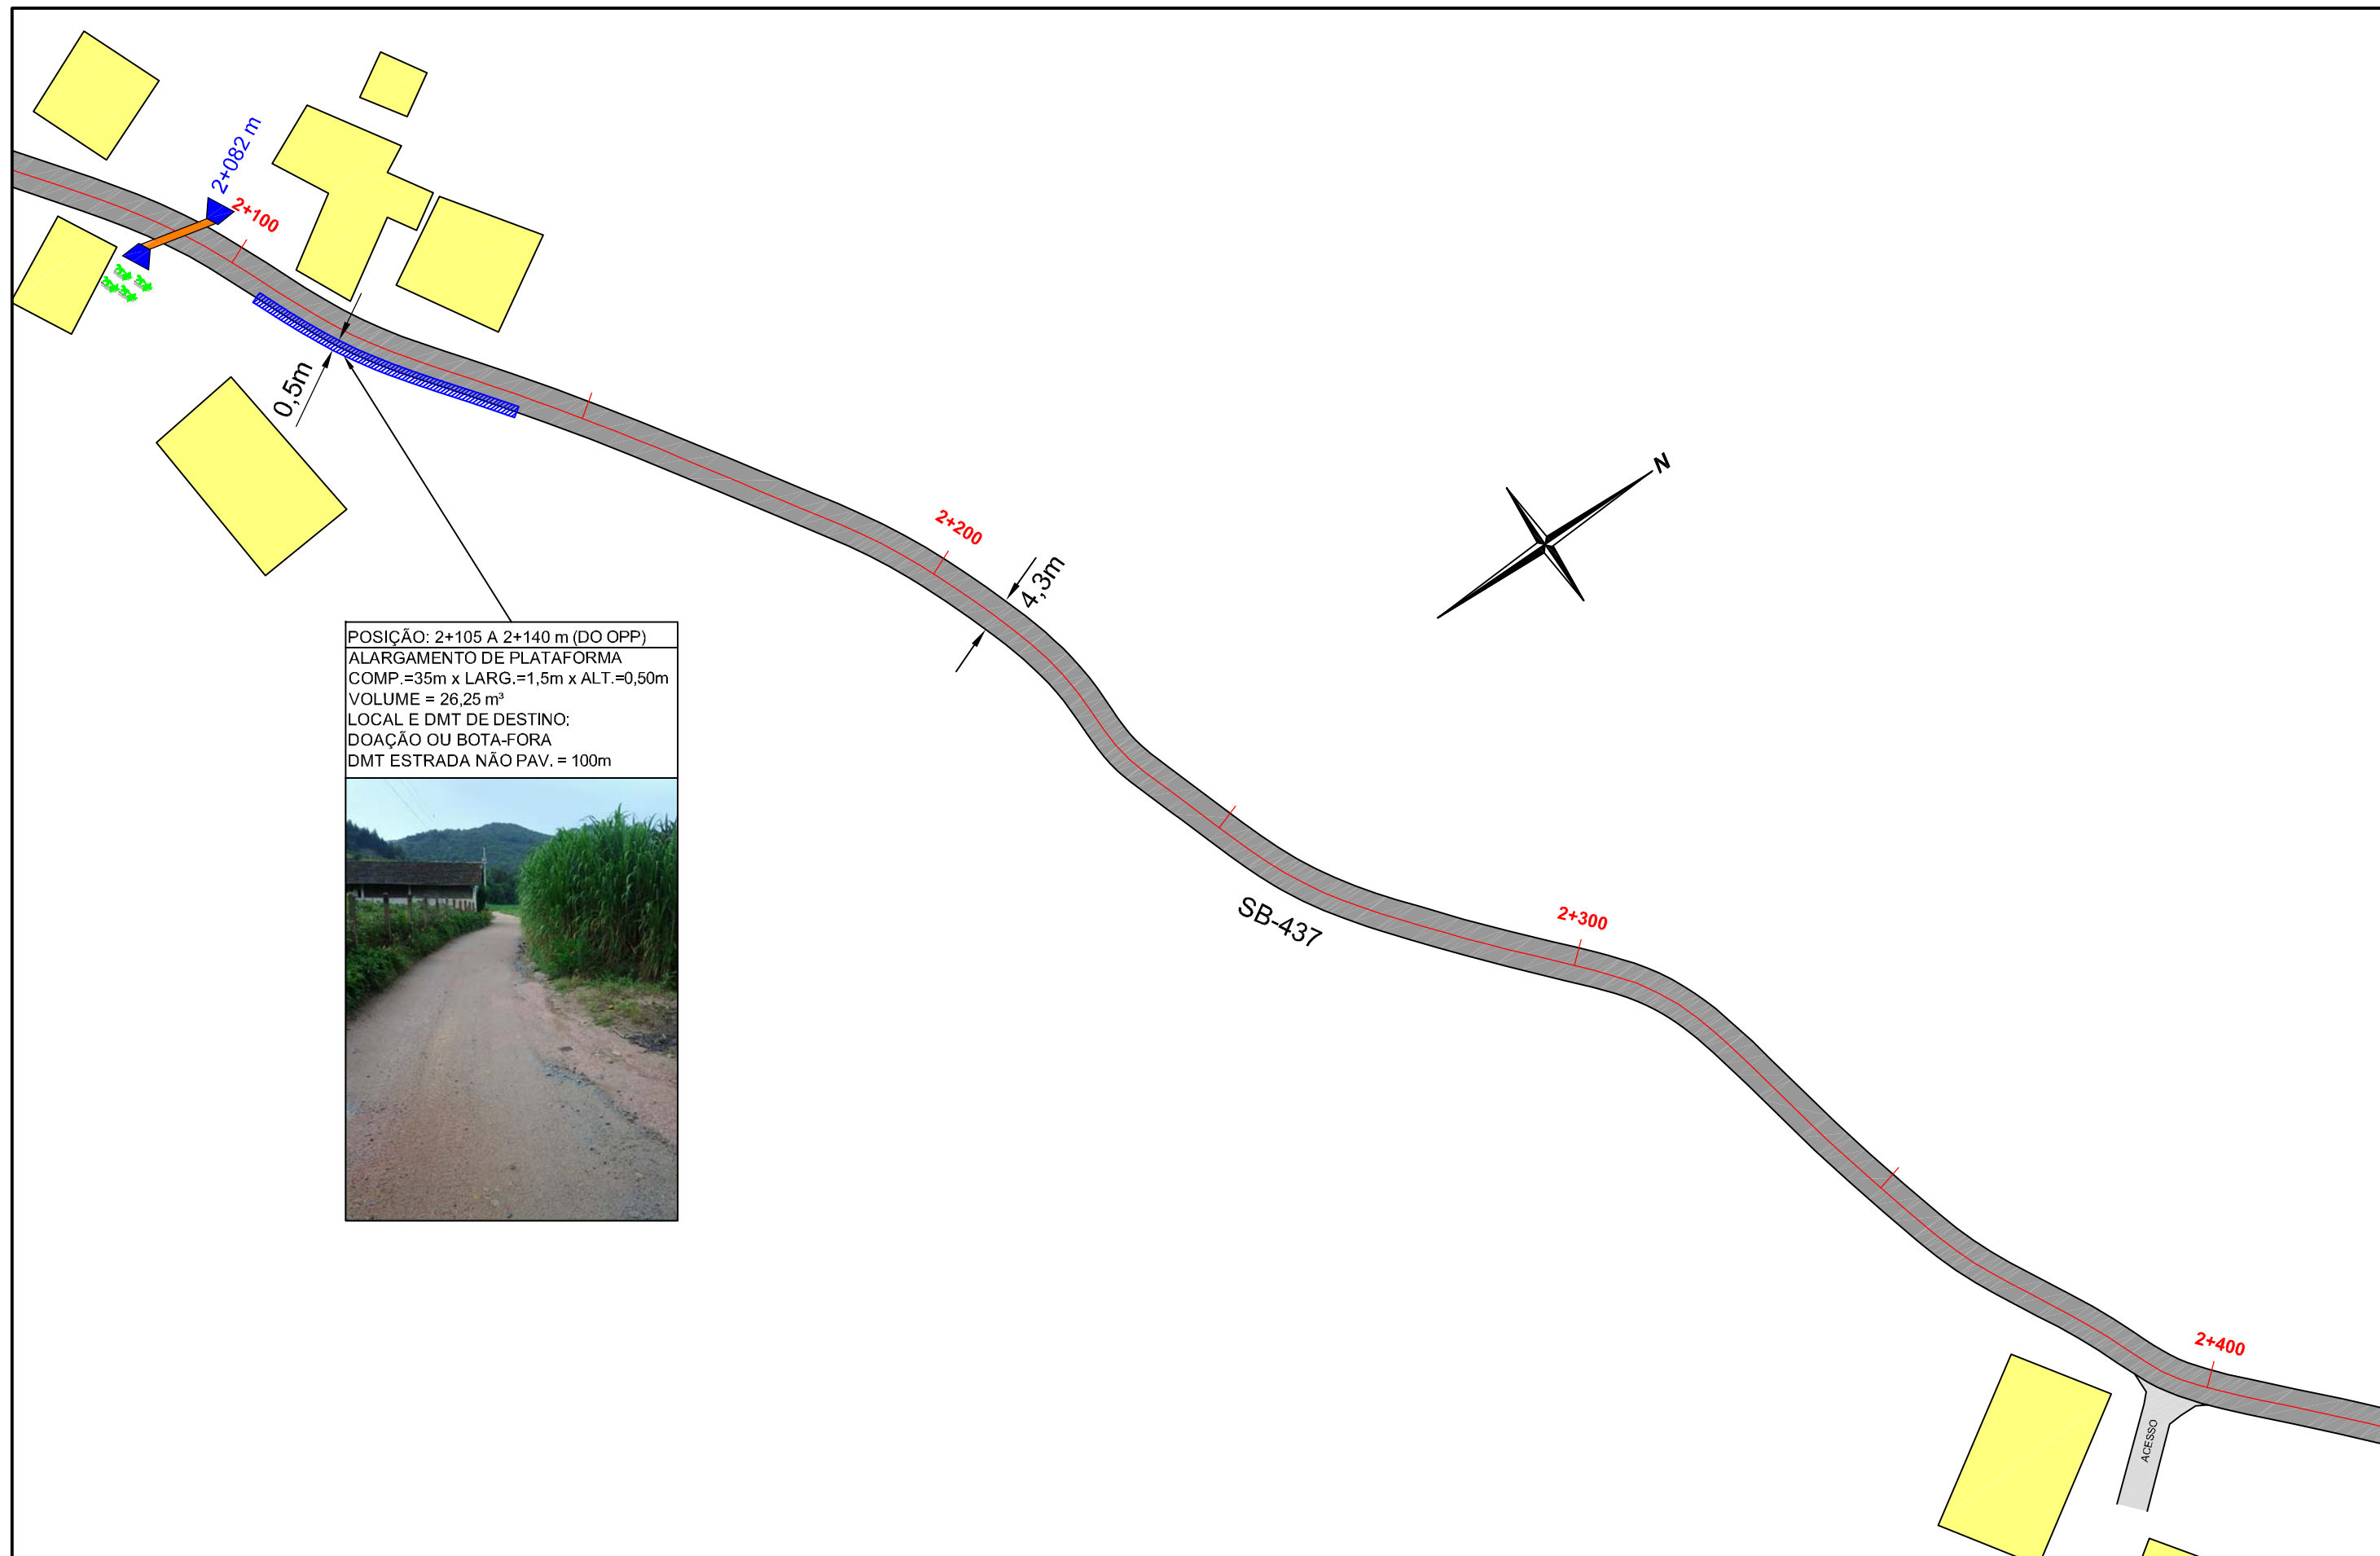 2+082 m
2+100
0,5m
2+200
4,3m
N
POSIÇÃO: 2+105 A 2+140 m (DO OPP)
ALARGAMENTO DE PLATAFORMA
COMP.=35m x LARG.=1,5m x ALT.=0,50m
VOLUME = 26,25 m³
LOCAL E DMT DE DESTINO:
DOAÇÃO OU BOTA-FORA
DMT ESTRADA NÃO PAV. = 100m
SB-437
2+300
2+400
ACESSO